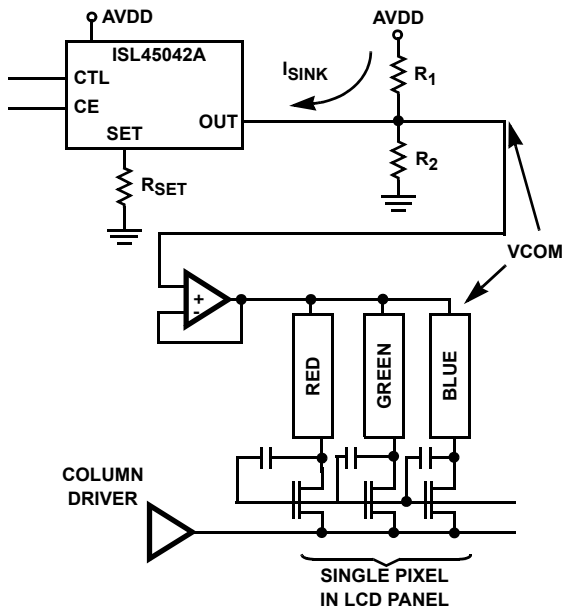 AVDD
AVDD
ISL45042A
ISINK
R1
CTL
CE
OUT
SET
R2
RSET
VCOM
+
-
RED
GREEN
BLUE
COLUMN
DRIVER
SINGLE PIXEL
IN LCD PANEL